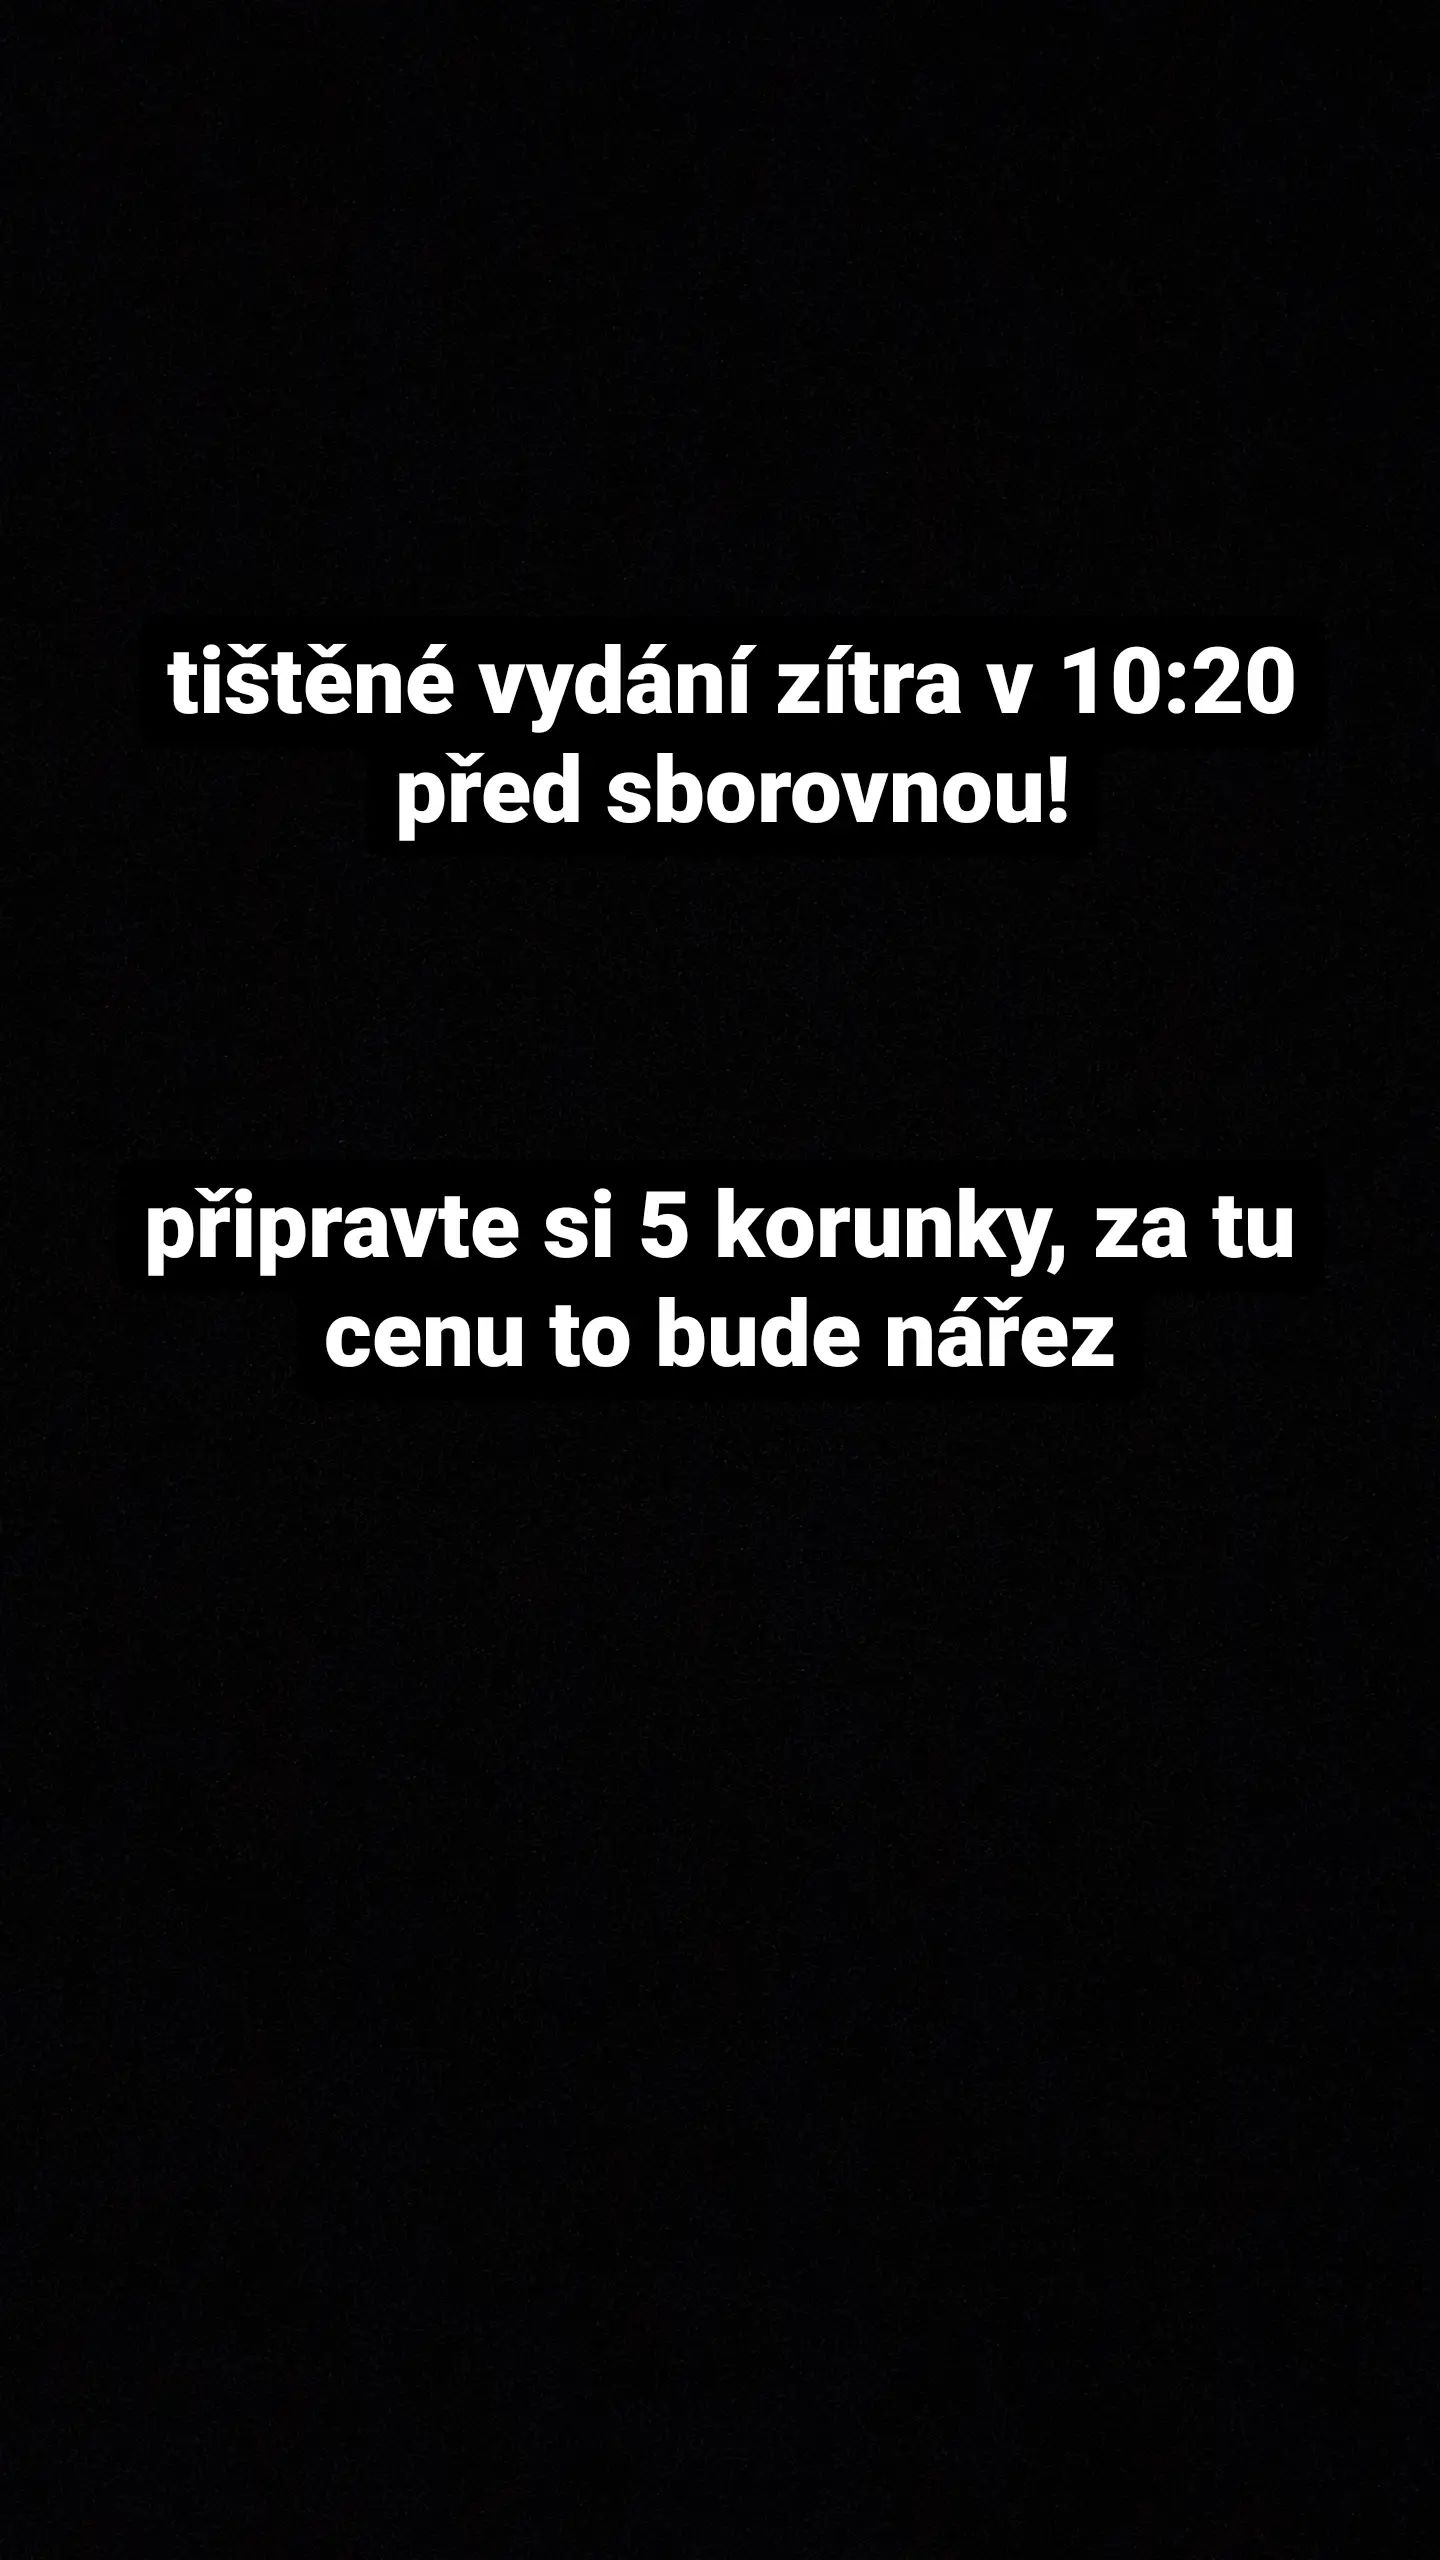 tištěné vydání zítra v 10:20
před sborovnou!
připravte si 5 korunky, za tu
cenu to bude nářez